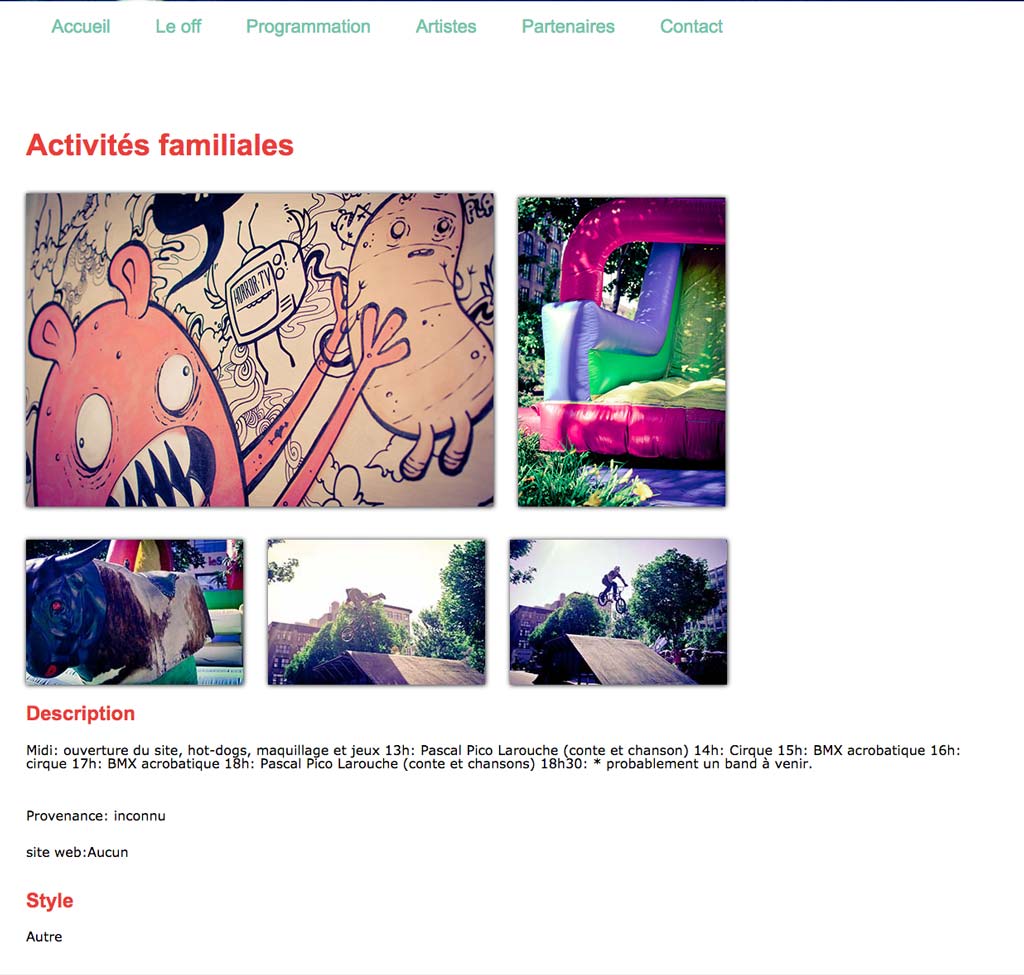 Accueil Le off Programmation Artistes Partenaires Contact
Activités familiales
HORROR-TV
Description
Midi: ouverture du site, hot-dogs, maquillage et jeux 13h: Pascal Pico Larouche (conte et chanson) 14h: Cirque 15h: BMX acrobatique 16h:
cirque 17h: BMX acrobatique 18h: Pascal Pico Larouche (conte et chansons) 18h30: * probablement un band à venir.
Provenance: inconnu
site web:Aucun
Style
Autre